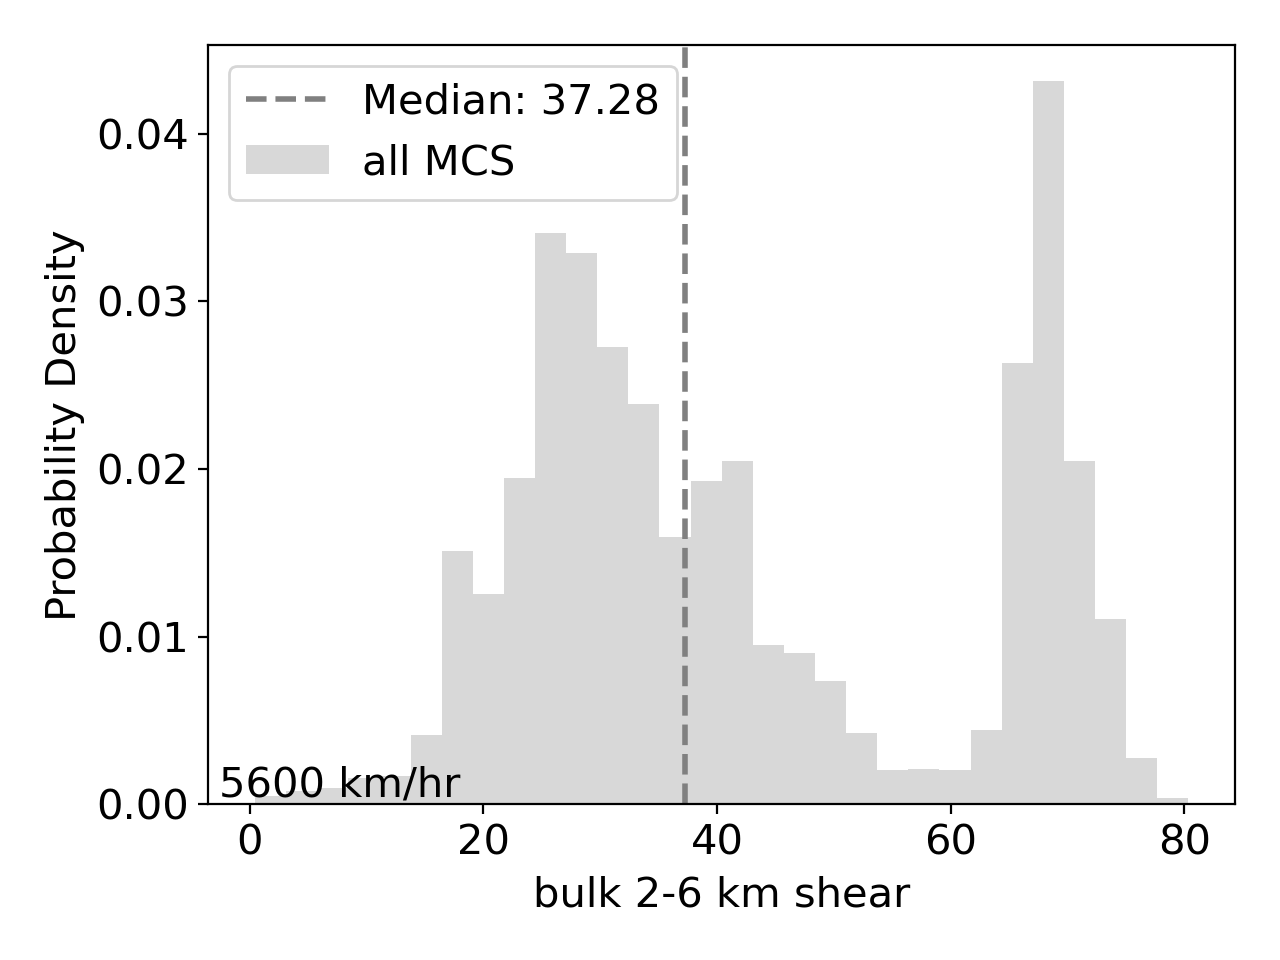 Median: 37.28
all MCS
0.04
0.03
0.02
0.01
0.00
Probability Density
5600 km/hr
0 20 40 60 80
bulk 2-6 km shear